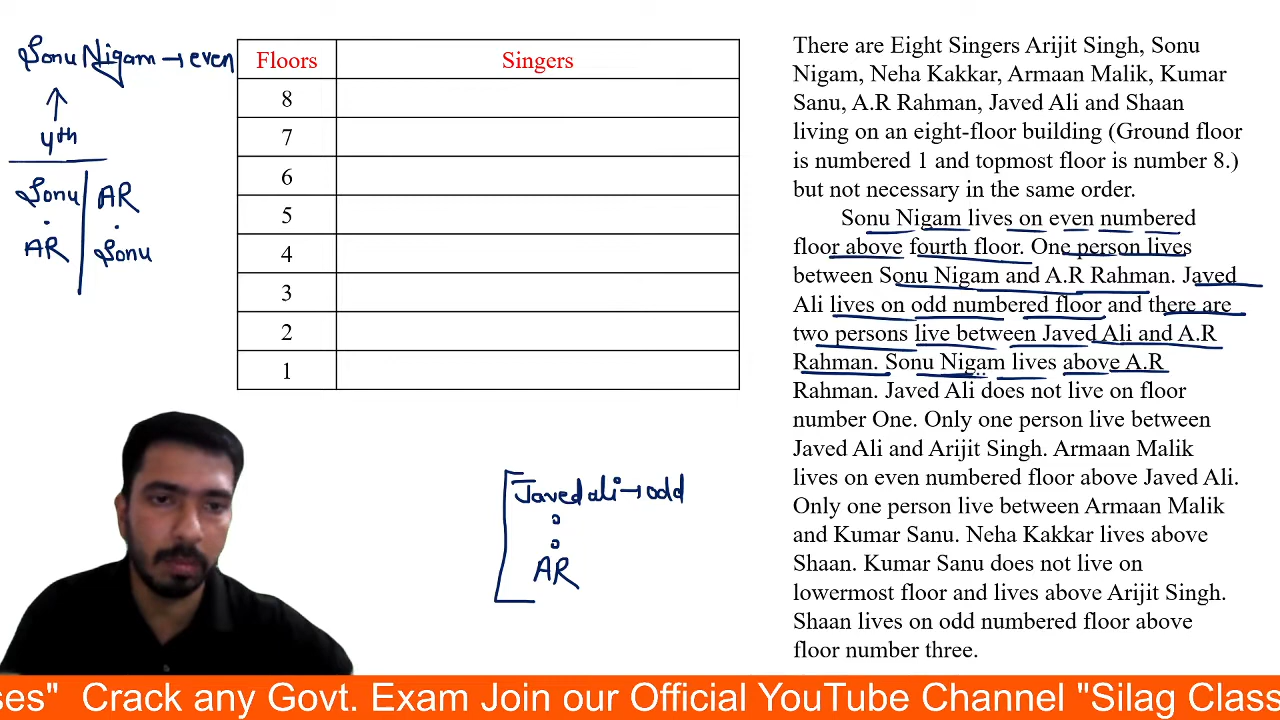 Sonu Nigam → even
↑
4th
Sonu | AR
. | .
AR | Sonu
Floors Singers
8
7
6
5
4
3
2
1
Javed ali → odd
AR
There are Eight Singers Arijit Singh, Sonu
Nigam, Neha Kakkar, Armaan Malik, Kumar
Sanu, A.R Rahman, Javed Ali and Shaan
living on an eight-floor building (Ground floor
is numbered 1 and topmost floor is number 8.)
but not necessary in the same order.
Sonu Nigam lives on even numbered
floor above fourth floor. One person lives
between Sonu Nigam and A.R Rahman. Javed
Ali lives on odd numbered floor and there are
two persons live between Javed Ali and A.R
Rahman. Sonu Nigam lives above A.R
Rahman. Javed Ali does not live on floor
number One. Only one person live between
Javed Ali and Arijit Singh. Armaan Malik
lives on even numbered floor above Javed Ali.
Only one person live between Armaan Malik
and Kumar Sanu. Neha Kakkar lives above
Shaan. Kumar Sanu does not live on
lowermost floor and lives above Arijit Singh.
Shaan lives on odd numbered floor above
floor number three.
ses" Crack any Govt. Exam Join our Official YouTube Channel "Silag Class